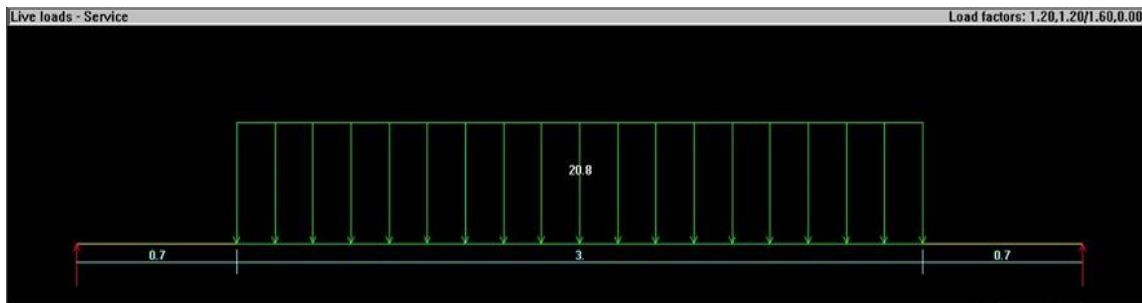 Live loads - Service Load factors: 1.20,1.20/1.60,0.00
20.8
0.7 3. 0.7